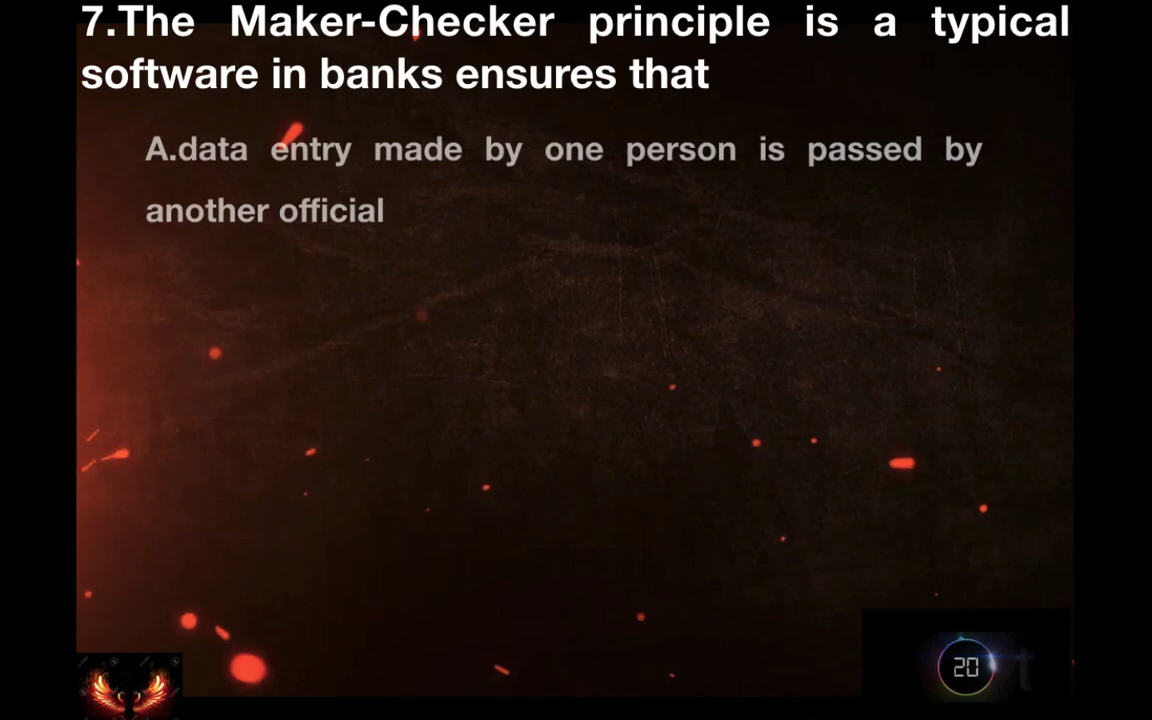 7.The Maker-Checker principle is a typical
software in banks ensures that
A.data entry made by one person is passed by
another official
20